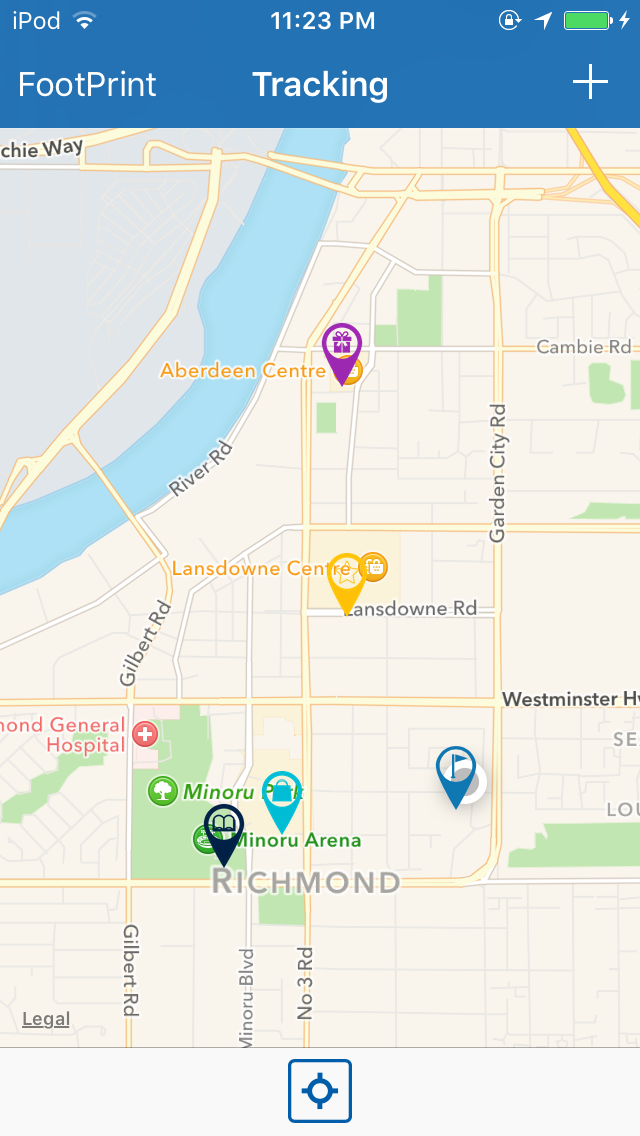 iPod 11:23 PM
FootPrint Tracking
chie Way
Cambie Rd
Aberdeen Centre
Garden City Rd
River Rd
Lansdowne Centre
Lansdowne Rd
Gilbert Rd
Westminster Hw
mond General
Hospital
SE
Minoru Park
LOU
Minoru Arena
RICHMOND
Gilbert Rd
Minoru Blvd
No 3 Rd
Legal